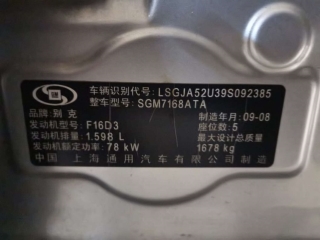 车辆识别代号: LSGJA52U39S092385
整车型号: SGM7168ATA
品牌: 别克 制造年月: 09-08
发动机型号: F16D3 座位数: 5
发动机排量: 1.598 L 最大设计总质量
发动机额定功率: 78 kW 1678 kg
中国 上海通用汽车有限公司制造